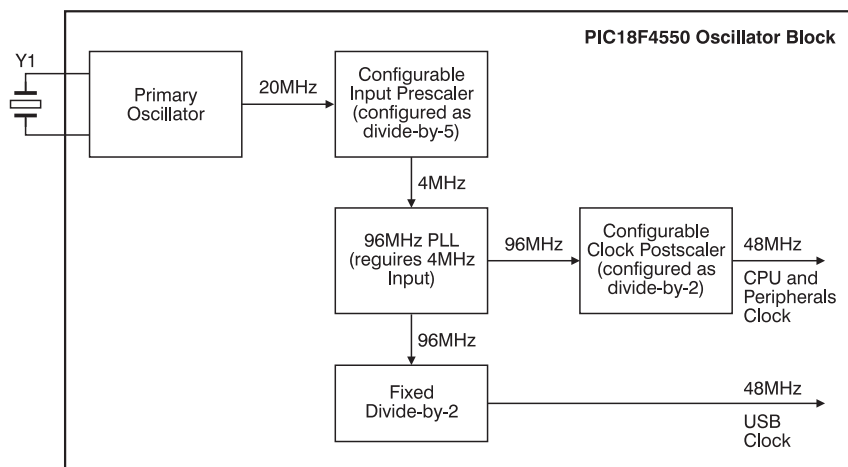 PIC18F4550 Oscillator Block
Y1
Primary
Oscillator
20MHz
Configurable
Input Prescaler
(configured as
divide-by-5)
4MHz
96MHz PLL
(reguires 4MHz
Input)
96MHz
Configurable
Clock Postscaler
(configured as
divide-by-2)
48MHz
CPU and
Peripherals
Clock
96MHz
Fixed
Divide-by-2
48MHz
USB
Clock